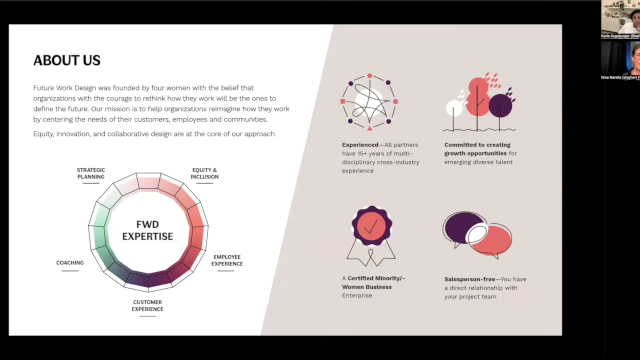 ABOUT US
Future Work Design was founded by four women with the belief that
organizations with the courage to rethink how they work will be the ones to
define the future. Our mission is to help organizations reimagine how they work
by centering the needs of their customers, employees and communities.
Equity, innovation, and collaborative design are at the core of our approach.
STRATEGIC
PLANNING
EQUITY &
INCLUSION
FWD
EXPERTISE
COACHING
EMPLOYEE
EXPERIENCE
CUSTOMER
EXPERIENCE
Experienced—All partners
have 15+ years of multi-
disciplinary cross-industry
experience
Committed to creating
growth opportunities for
emerging diverse talent
A Certified Minority/-
Women Business
Enterprise
Salesperson-free—You have
a direct relationship with
your project team